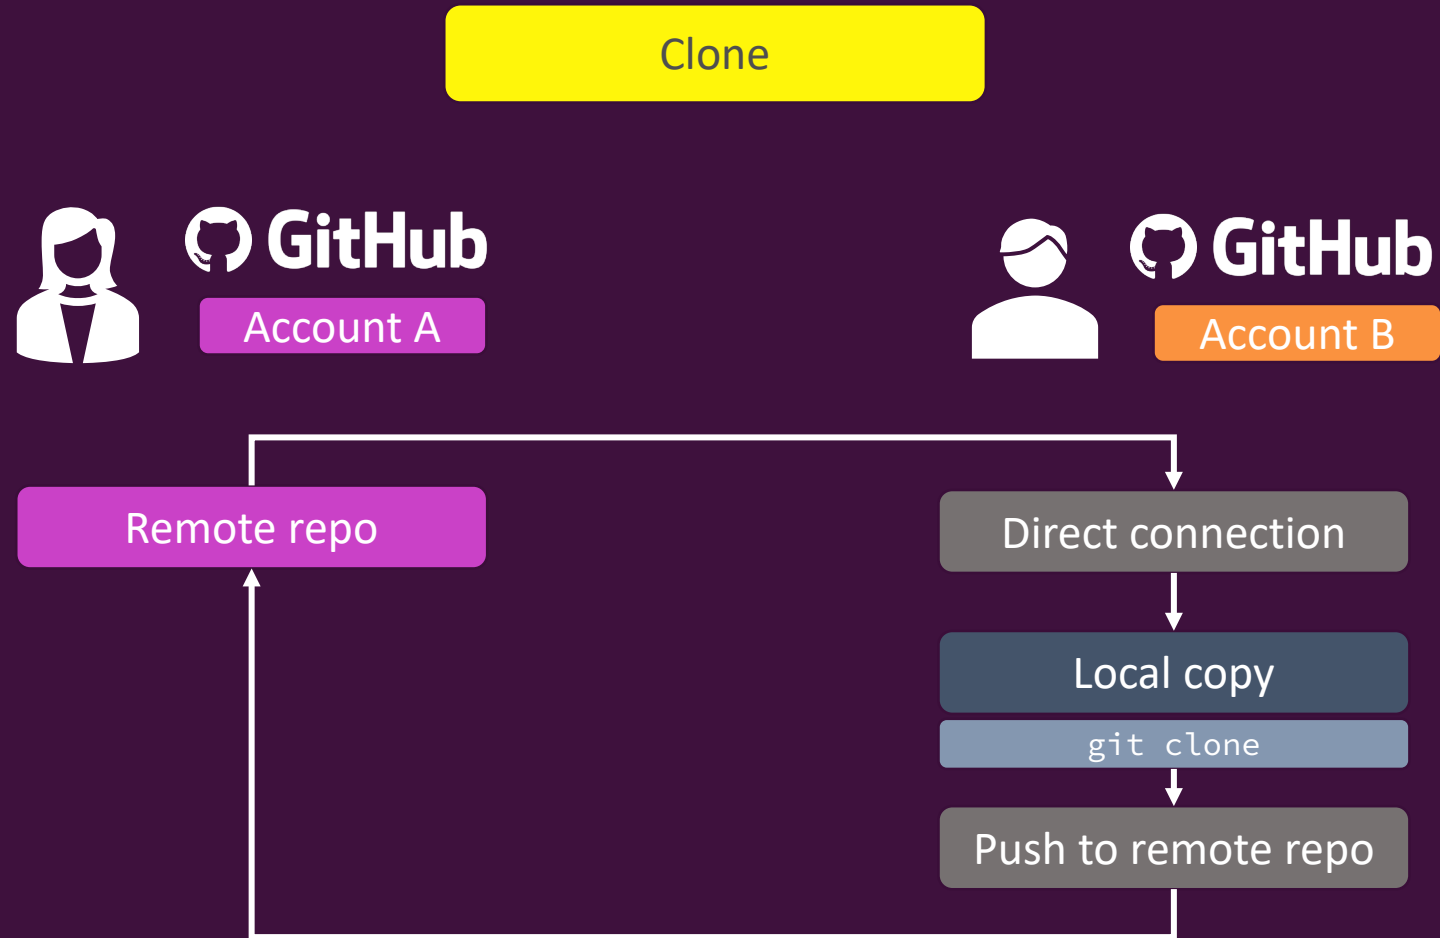 Clone
GitHub
Account A
GitHub
Account B
Remote repo
Direct connection
Local copy
git clone
Push to remote repo